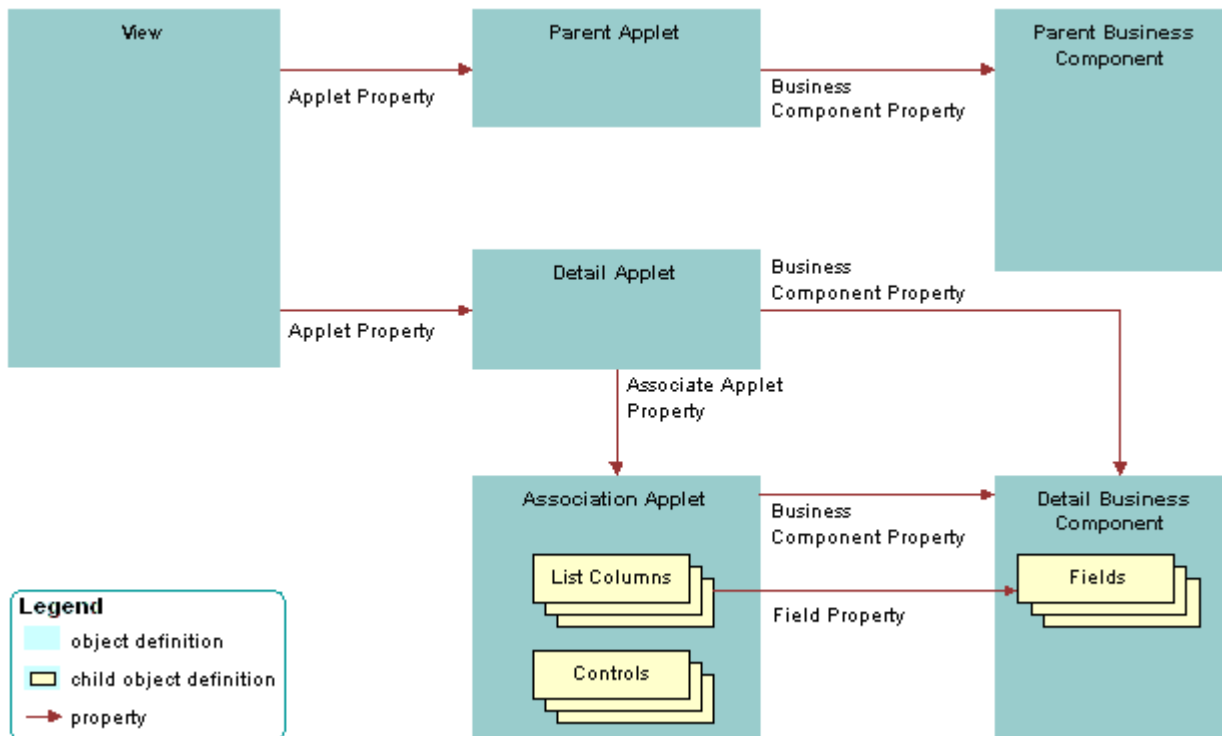 View
Parent Applet
Parent Business
Component
Applet Property
Business
Component Property
Detail Applet
Business
Component Property
Applet Property
Associate Applet
Property
Association Applet
Business
Component Property
Detail Business
Component
List Columns
Fields
Field Property
Controls
Legend
object definition
child object definition
property